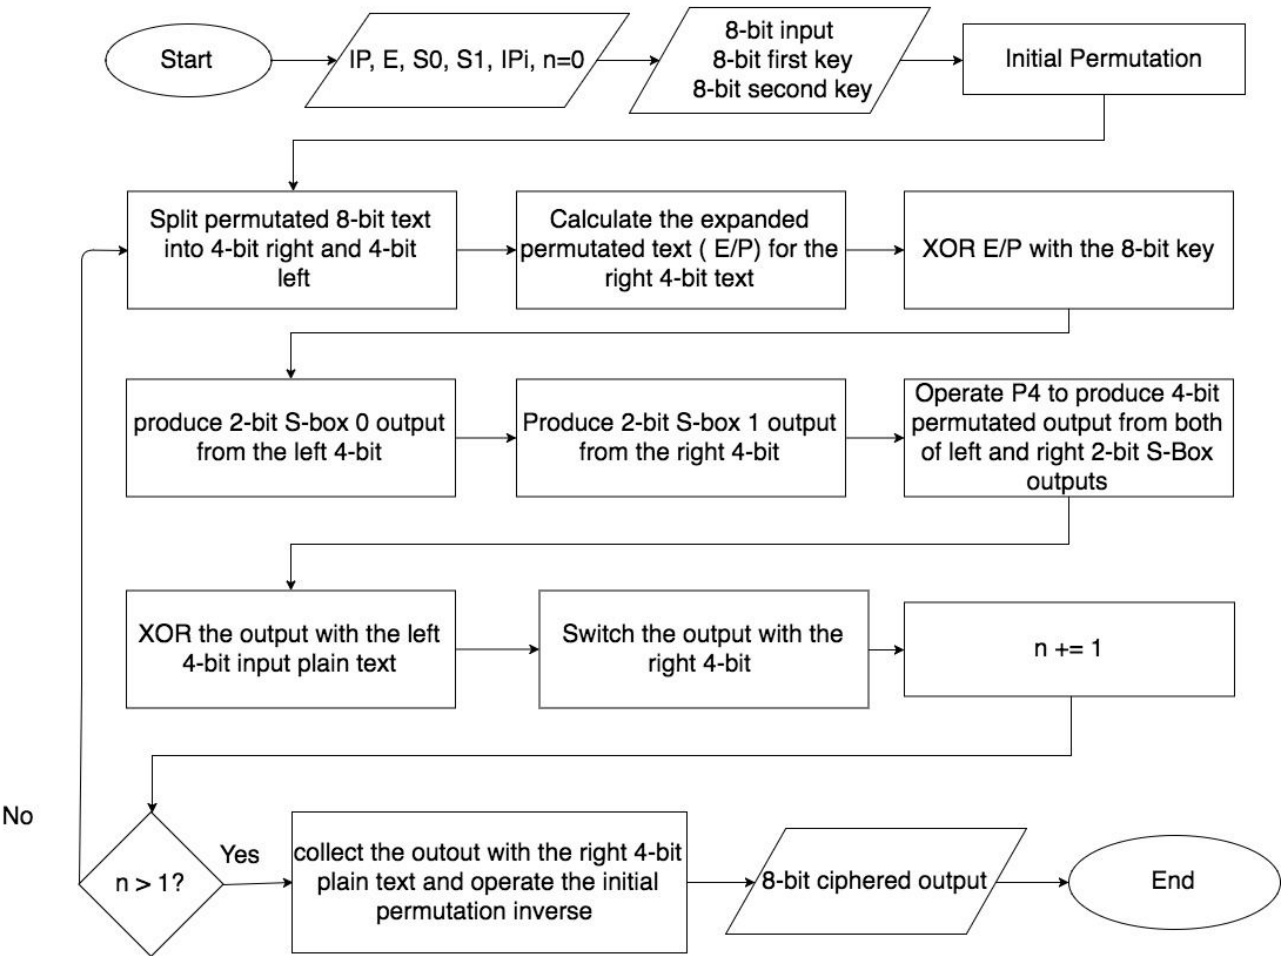 Start
IP, E, S0, S1, IPi, n=0
8-bit input
8-bit first key
8-bit second key
Initial Permutation
Split permutated 8-bit text
into 4-bit right and 4-bit
left
Calculate the expanded
permutated text ( E/P) for the
right 4-bit text
XOR E/P with the 8-bit key
produce 2-bit S-box 0 output
from the left 4-bit
Produce 2-bit S-box 1 output
from the right 4-bit
Operate P4 to produce 4-bit
permutated output from both
of left and right 2-bit S-Box
outputs
XOR the output with the left
4-bit input plain text
Switch the output with the
right 4-bit
n += 1
No
n > 1?
Yes
collect the outout with the right 4-bit
plain text and operate the initial
permutation inverse
8-bit ciphered output
End